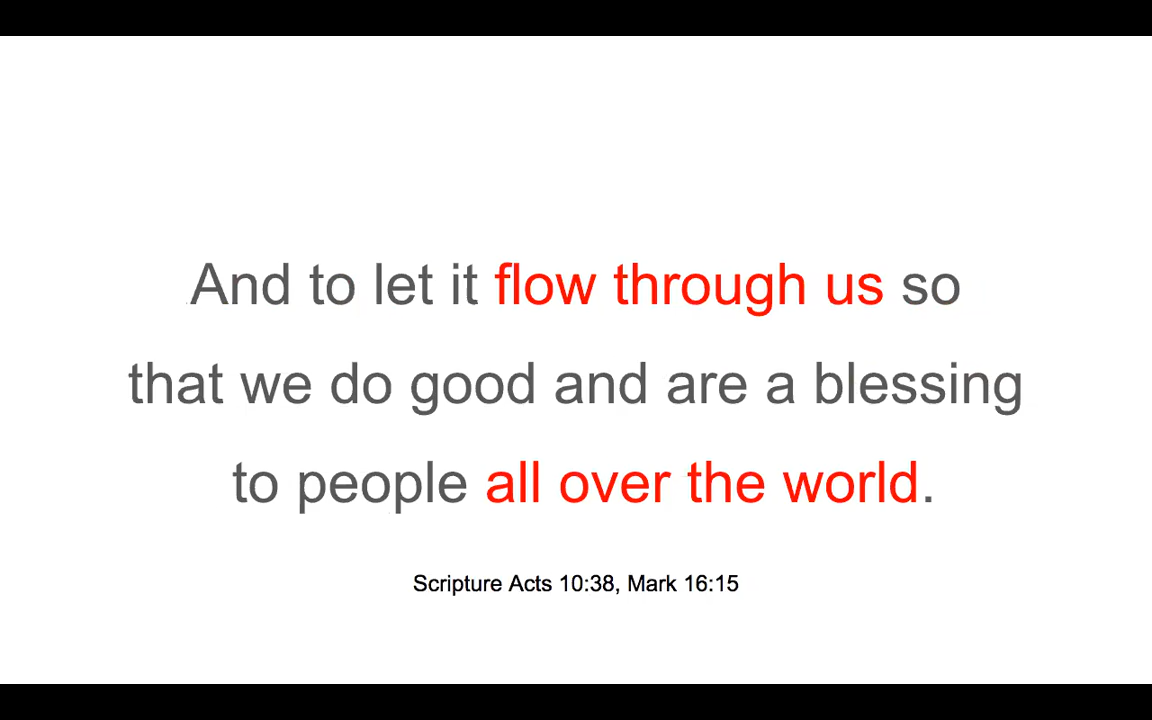 And to let it flow through us so
that we do good and are a blessing
to people all over the world.
Scripture Acts 10:38, Mark 16:15